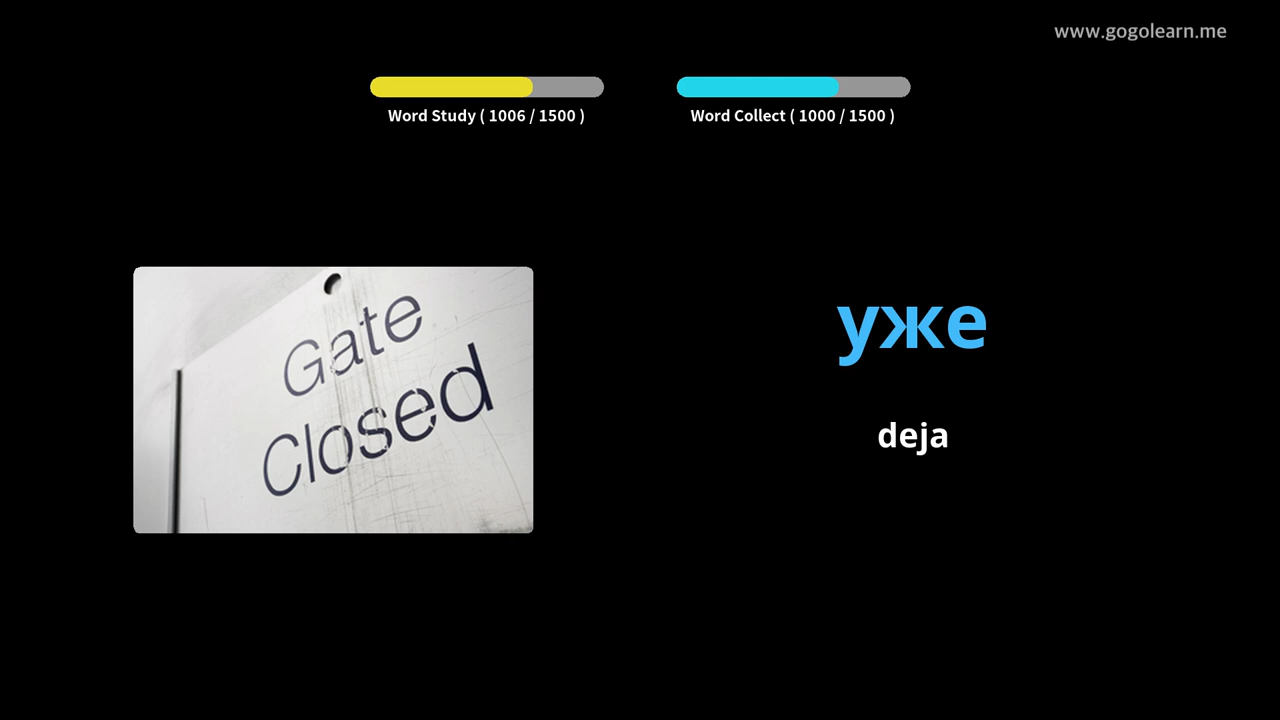 www.gogolearn.me
Word Study ( 1006 / 1500 )
Word Collect ( 1000 / 1500 )
Gate
Closed
уже
deja